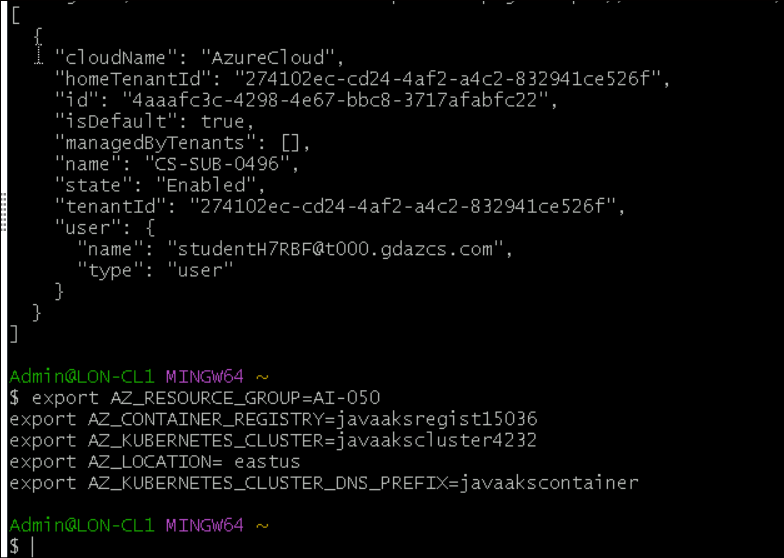 [
  {
    "cloudName": "AzureCloud",
    "homeTenantId": "274102ec-cd24-4af2-a4c2-832941ce526f",
    "id": "4aaafc3c-4298-4e67-bbc8-3717afabfc22",
    "isDefault": true,
    "managedByTenants": [],
    "name": "CS-SUB-0496",
    "state": "Enabled",
    "tenantId": "274102ec-cd24-4af2-a4c2-832941ce526f",
    "user": {
      "name": "studentH7RBF@t000.gdazcs.com",
      "type": "user"
    }
  }
]
Admin@LON-CL1 MINGW64 ~
$ export AZ_RESOURCE_GROUP=AI-050
export AZ_CONTAINER_REGISTRY=javaaksregist15036
export AZ_KUBERNETES_CLUSTER=javaakscluster4232
export AZ_LOCATION= eastus
export AZ_KUBERNETES_CLUSTER_DNS_PREFIX=javaakscontainer
Admin@LON-CL1 MINGW64 ~
$